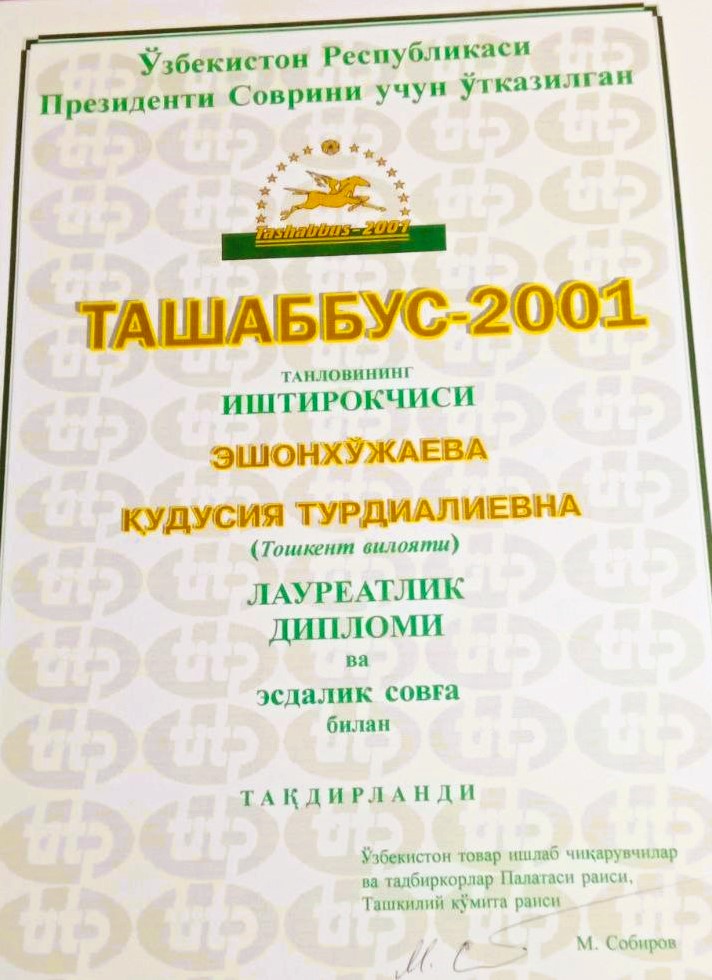 Ўзбекистон Республикаси
Президенти Соврини учун ўтказилган
Tashabbus-2001
ТАШАББУС-2001
ТАНЛОВИНИНГ
ИШТИРОКЧИСИ
ЭШОНХЎЖАЕВА
ҚУДУСИЯ ТУРДИАЛИЕВНА
(Тошкент вилояти)
ЛАУРЕАТЛИК
ДИПЛОМИ
ва
эсдалик совға
билан
ТАҚДИРЛАНДИ
Ўзбекистон товар ишлаб чиқарувчилар
ва тадбиркорлар Палатаси раиси,
Ташкилий қўмита раиси
М. Собиров